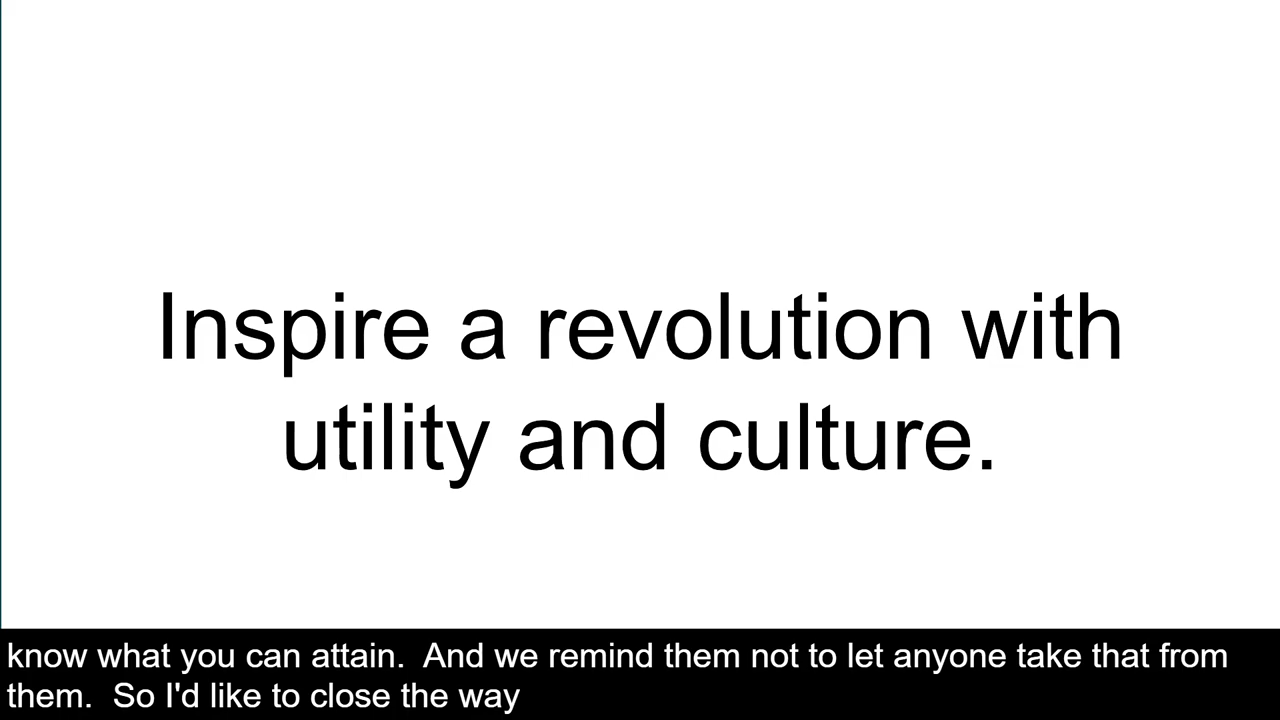 Inspire a revolution with
utility and culture.
know what you can attain.  And we remind them not to let anyone take that from
them.  So I'd like to close the way